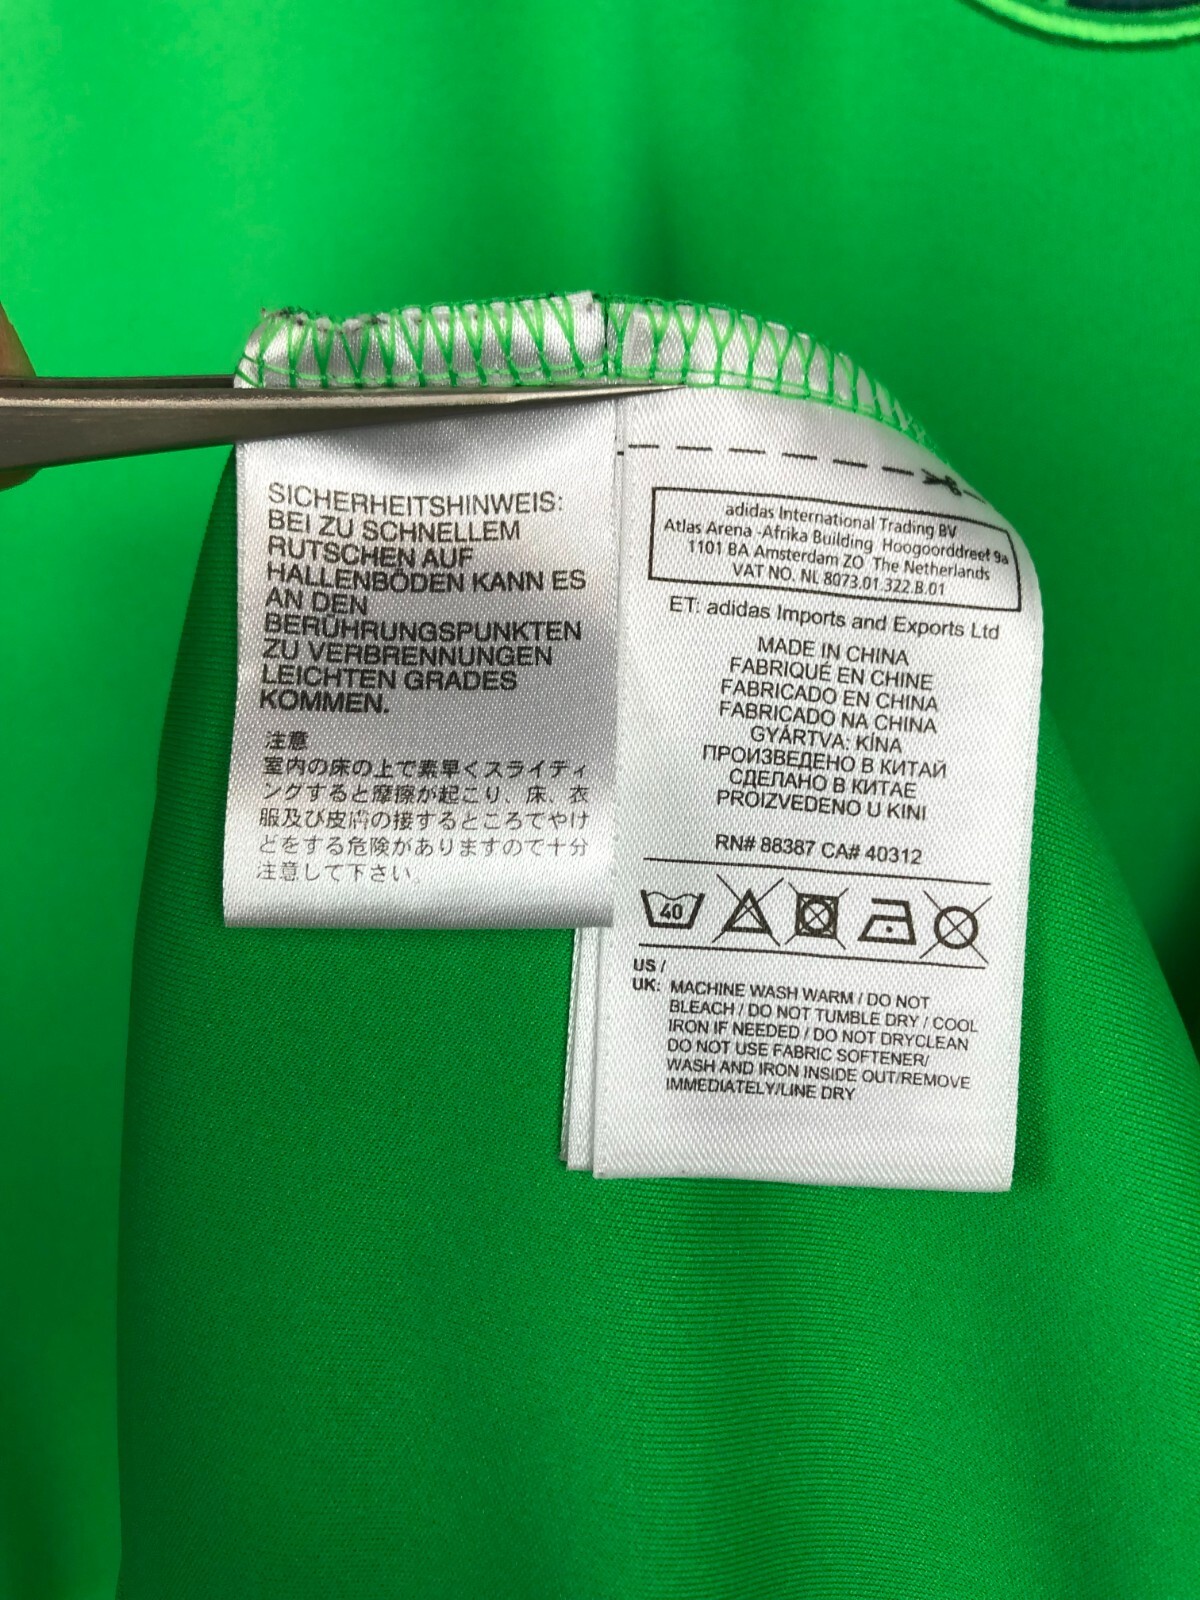 SICHERHEITSHINWEIS:
BEI ZU SCHNELLEM
RUTSCHEN AUF
HALLENBÖDEN KANN ES
AN DEN
BERÜHRUNGSPUNKTEN
ZU VERBRENNUNGEN
LEICHTEN GRADES
KOMMEN.
注意
室内の床の上で素早くスライディ
ングすると摩擦が起こり、床、衣
服及び皮膚の接するところでやけ
どをする危険がありますので十分
注意して下さい。
adidas International Trading BV
Atlas Arena -Afrika Building Hoogoorddreef 9a
1101 BA Amsterdam ZO The Netherlands
VAT NO. NL 8073.01.322.B.01
ET: adidas Imports and Exports Ltd
MADE IN CHINA
FABRIQUÉ EN CHINE
FABRICADO EN CHINA
FABRICADO NA CHINA
GYÁRTVA: KÍNA
ПРОИЗВЕДЕНО В КИТАЙ
СДЕЛАНО В КИТАЕ
PROIZVEDENO U KINI
RN# 88387 CA# 40312
40
US /
UK: MACHINE WASH WARM / DO NOT
BLEACH / DO NOT TUMBLE DRY / COOL
IRON IF NEEDED / DO NOT DRYCLEAN
DO NOT USE FABRIC SOFTENER/
WASH AND IRON INSIDE OUT/REMOVE
IMMEDIATELY/LINE DRY